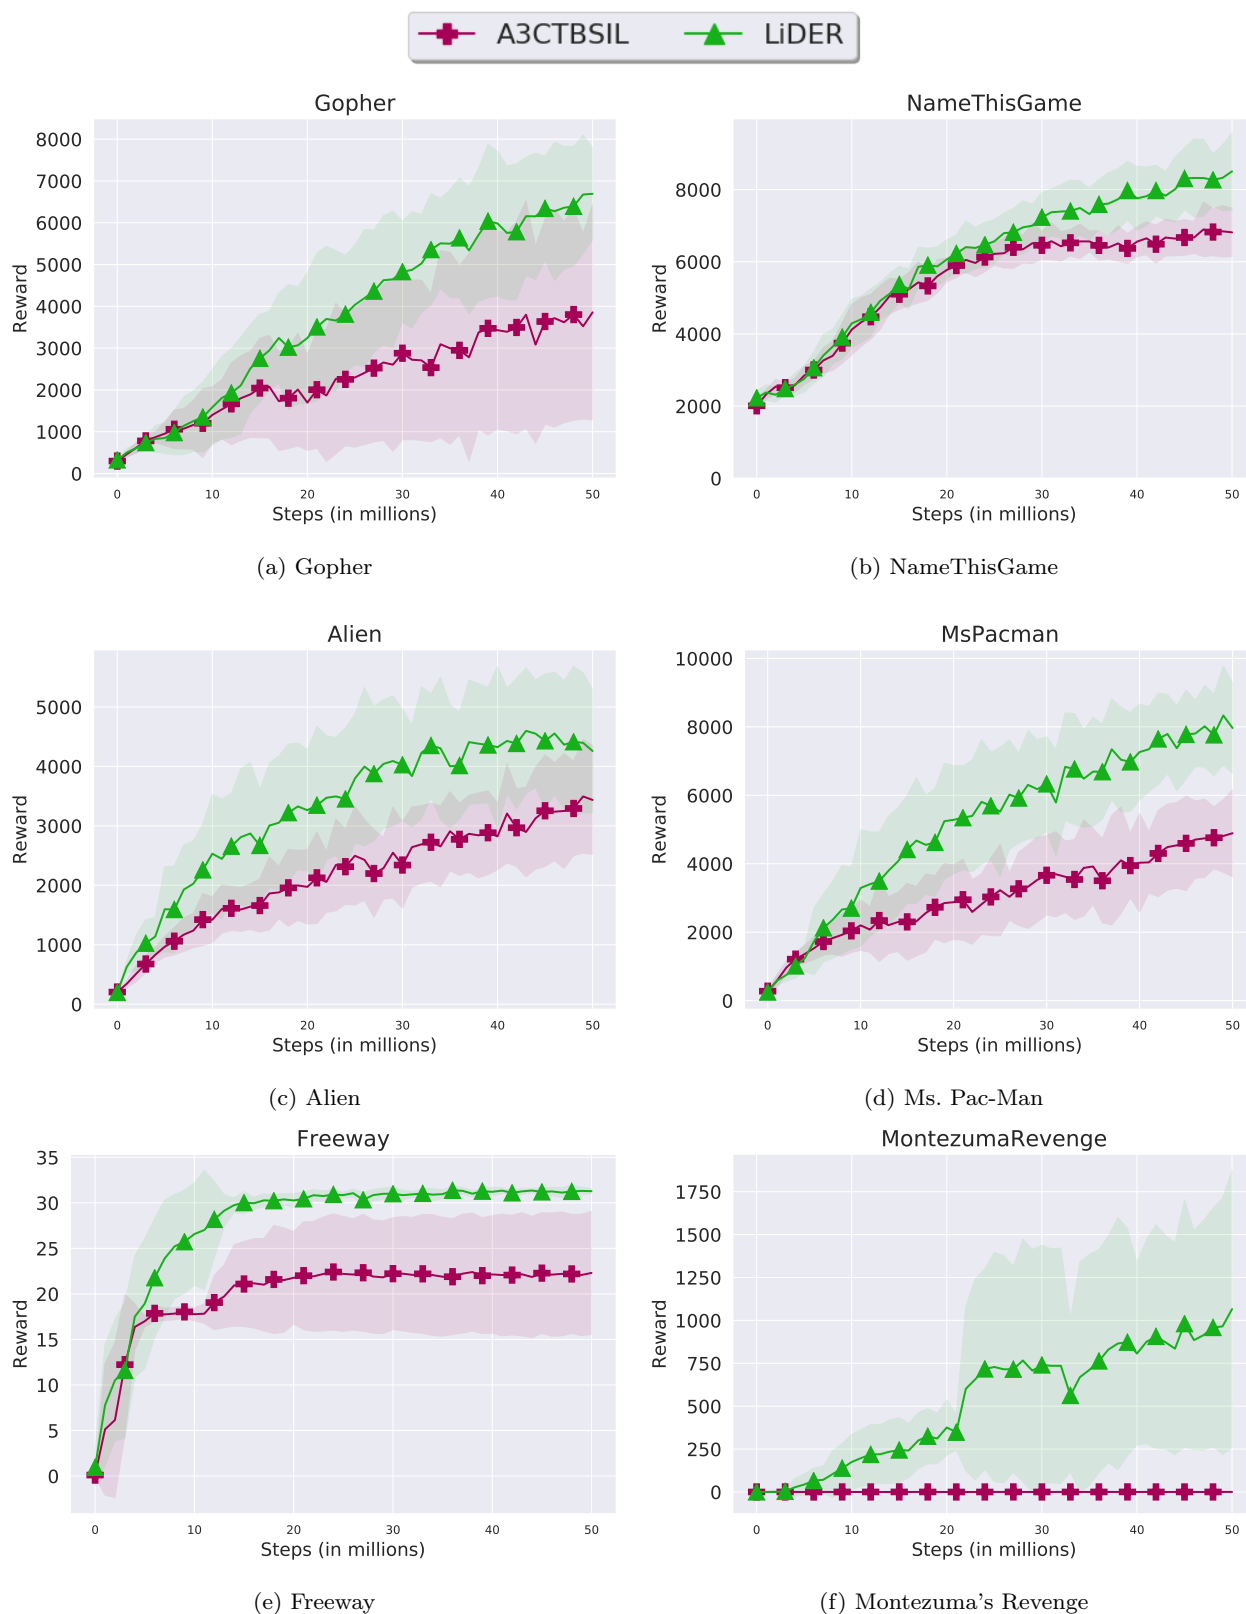 A3CTBSIL LiDER
Gopher
8000
7000
6000
5000
4000
3000
2000
1000
0
Reward
0 10 20 30 40 50
Steps (in millions)
(a) Gopher
NameThisGame
8000
6000
4000
2000
0
Reward
0 10 20 30 40 50
Steps (in millions)
(b) NameThisGame
Alien
5000
4000
3000
2000
1000
0
Reward
0 10 20 30 40 50
Steps (in millions)
(c) Alien
MsPacman
10000
8000
6000
4000
2000
0
Reward
0 10 20 30 40 50
Steps (in millions)
(d) Ms. Pac-Man
Freeway
35
30
25
20
15
10
5
0
Reward
0 10 20 30 40 50
Steps (in millions)
(e) Freeway
MontezumaRevenge
1750
1500
1250
1000
750
500
250
0
Reward
0 10 20 30 40 50
Steps (in millions)
(f) Montezuma's Revenge